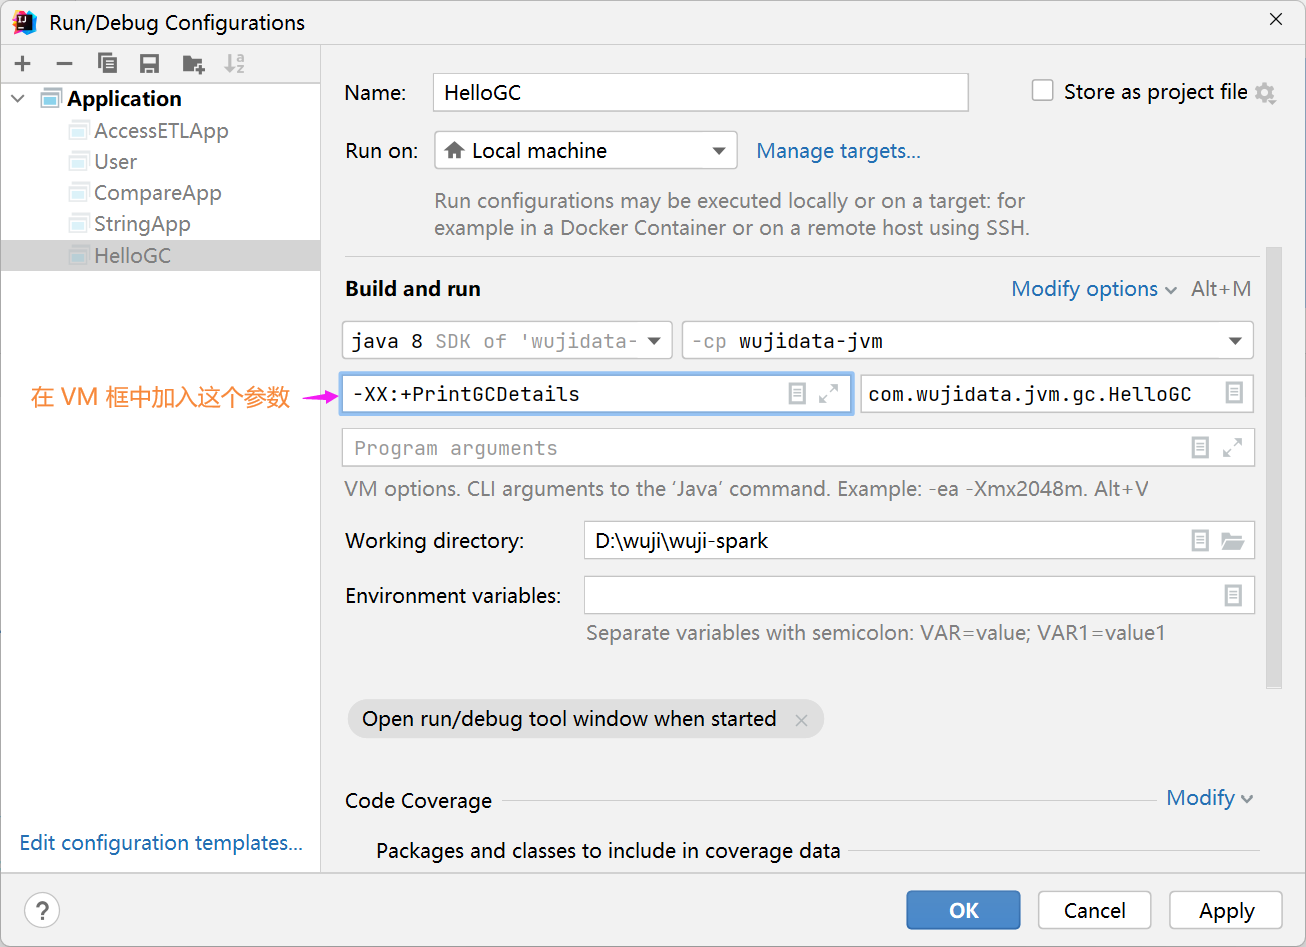 Run/Debug Configurations
Application
AccessETLApp
User
CompareApp
StringApp
HelloGC
Edit configuration templates...
Name: HelloGC Store as project file
Run on: Local machine Manage targets...
Run configurations may be executed locally or on a target: for
example in a Docker Container or on a remote host using SSH.
Build and run Modify options Alt+M
java 8 SDK of 'wujidata- -cp wujidata-jvm
在 VM 框中加入这个参数 -XX:+PrintGCDetails com.wujidata.jvm.gc.HelloGC
Program arguments
VM options. CLI arguments to the ‘Java’ command. Example: -ea -Xmx2048m. Alt+V
Working directory: D:\wuji\wuji-spark
Environment variables:
Separate variables with semicolon: VAR=value; VAR1=value1
Open run/debug tool window when started
Code Coverage Modify
Packages and classes to include in coverage data
? OK Cancel Apply